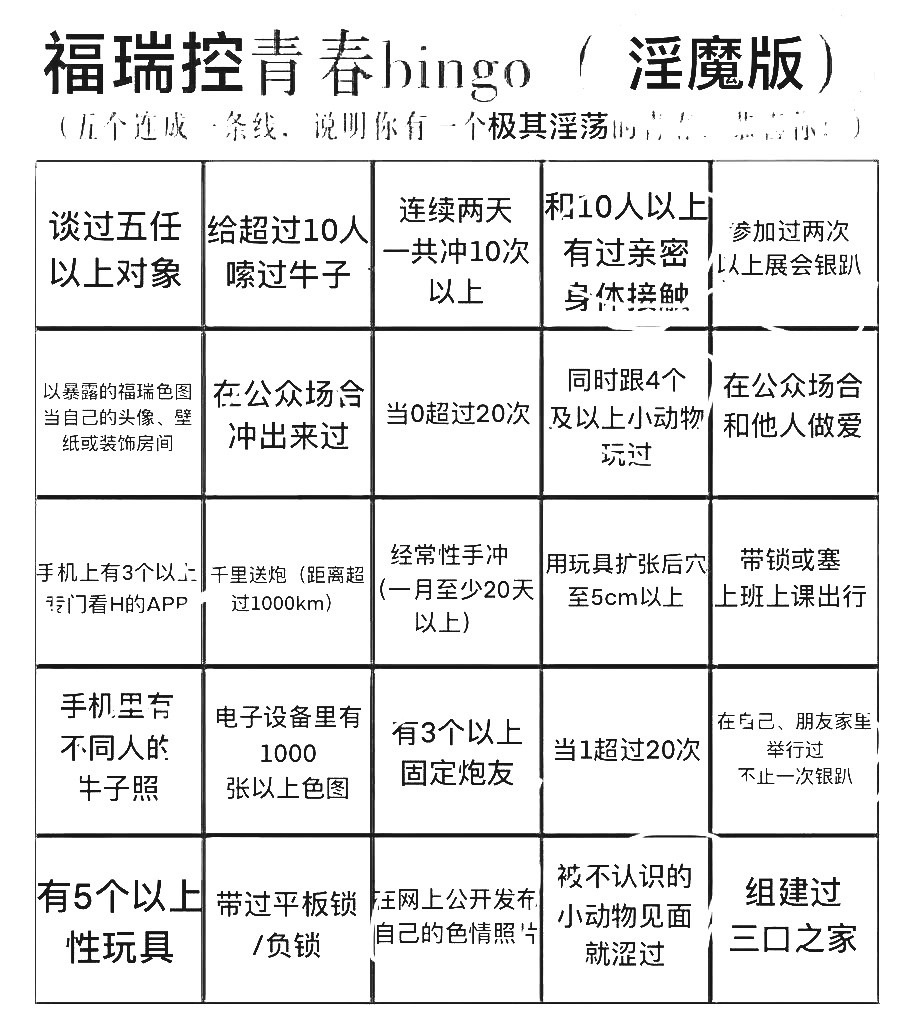 福瑞控青春bingo（淫魔版）
（五个连成一条线，说明你有一个极其淫荡的青春，恭喜你！）
谈过五任
以上对象
给超过10人
嗦过牛子
连续两天
一共冲10次
以上
和10人以上
有过亲密
身体接触
参加过两次
以上展会银趴
以暴露的福瑞色图
当自己的头像、壁
纸或装饰房间
在公众场合
冲出来过
当0超过20次
同时跟4个
及以上小动物
玩过
在公众场合
和他人做爱
手机上有3个以上
专门看H的APP
千里送炮（距离超
过1000km）
经常性手冲
(一月至少20天
以上)
用玩具扩张后穴
至5cm以上
带锁或塞
上班上课出行
手机里有
不同人的
牛子照
电子设备里有
1000
张以上色图
有3个以上
固定炮友
当1超过20次
在自己、朋友家里
举行过
不止一次银趴
有5个以上
性玩具
带过平板锁
/负锁
在网上公开发布
自己的色情照片
被不认识的
小动物见面
就涩过
组建过
三口之家